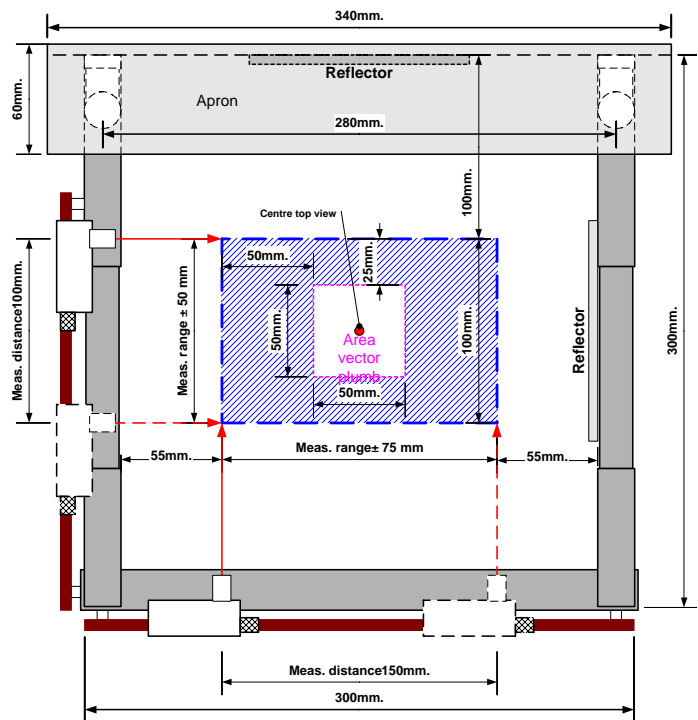 340mm.
Reflector
Apron
60mm.
280mm.
100mm.
Centre top view
50mm.
25mm.
Meas. distance100mm.
Meas. range ± 50 mm
50mm.
Area
vector
plumb
100mm.
Reflector
300mm.
50mm.
55mm.
Meas. range± 75 mm
55mm.
Meas. distance150mm.
300mm.